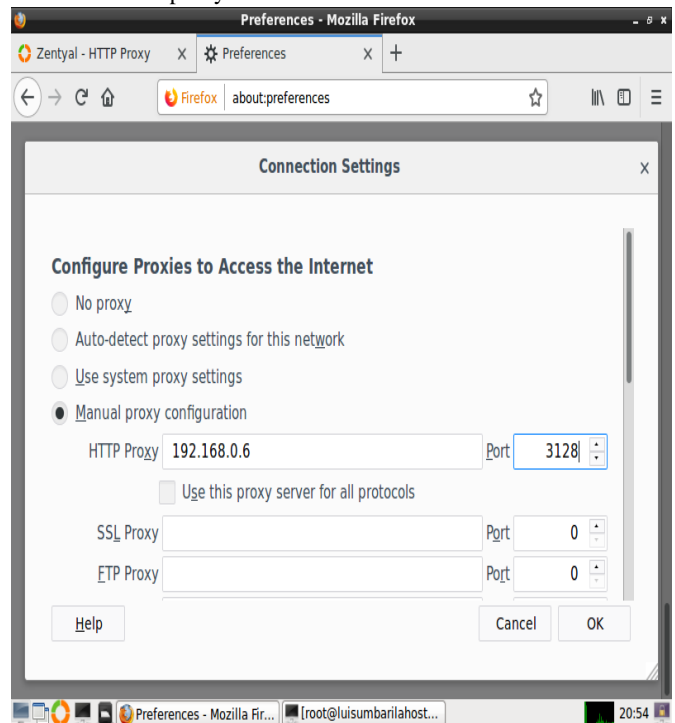 Preferences - Mozilla Firefox
Zentyal - HTTP Proxy X Preferences X +
Firefox about:preferences
Connection Settings x
Configure Proxies to Access the Internet
No proxy
Auto-detect proxy settings for this network
Use system proxy settings
Manual proxy configuration
HTTP Proxy 192.168.0.6 Port 3128
Use this proxy server for all protocols
SSL Proxy Port 0
FTP Proxy Port 0
Help Cancel OK
Preferences - Mozilla Fir... [root@luisumbarilahost... 20:54